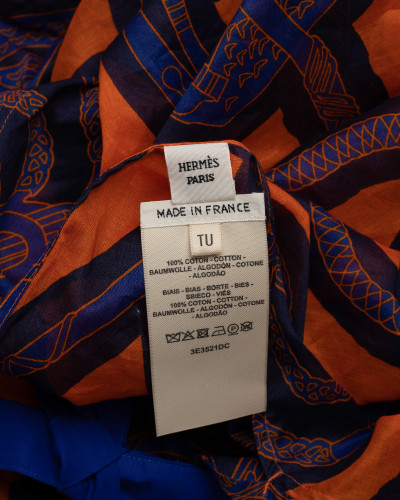 HERMÈS
PARIS
MADE IN FRANCE
TU
100% COTON - COTTON -
BAUMWOLLE - ALGODÓN - COTONE
- ALGODÃO
BIAIS - BIAS - BORTE - BIES -
SBIECO - VIÉS
100% COTON - COTTON -
BAUMWOLLE - ALGODÓN - COTONE
- ALGODÃO
3E3521DC